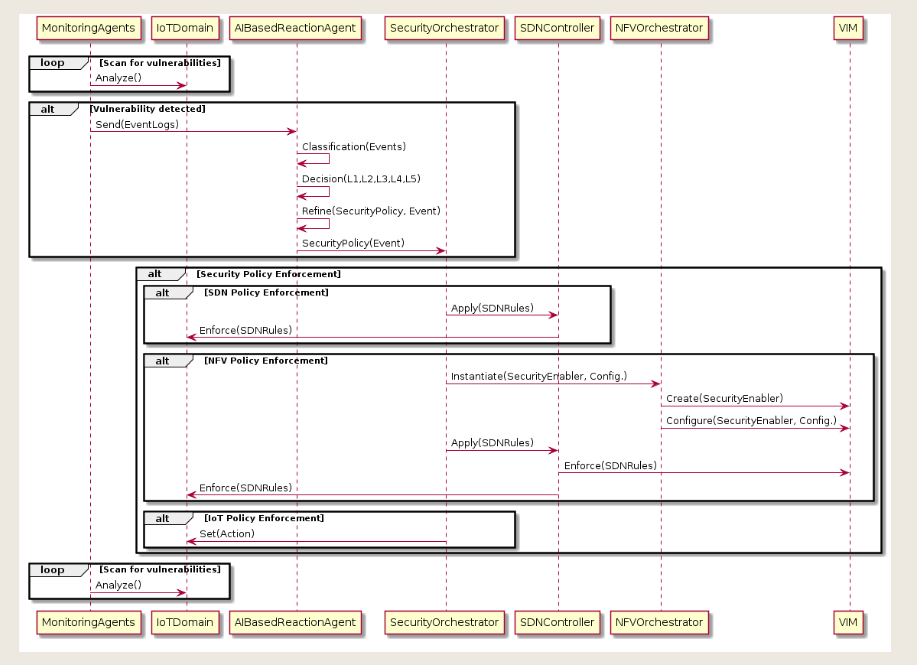 MonitoringAgents IoTDomain AIBasedReactionAgent SecurityOrchestrator SDNController NFVOrchestrator VIM
loop [Scan for vulnerabilities]
Analyze()
alt [Vulnerability detected]
Send(EventLogs)
Classification(Events)
Decision(L1,L2,L3,L4,L5)
Refine(SecurityPolicy, Event)
SecurityPolicy(Event)
alt [Security Policy Enforcement]
alt [SDN Policy Enforcement]
Apply(SDNRules)
Enforce(SDNRules)
alt [NFV Policy Enforcement]
Instantiate(SecurityEnabler, Config.)
Create(SecurityEnabler)
Configure(SecurityEnabler, Config.)
Apply(SDNRules)
Enforce(SDNRules)
Enforce(SDNRules)
alt [IoT Policy Enforcement]
Set(Action)
loop [Scan for vulnerabilities]
Analyze()
MonitoringAgents IoTDomain AIBasedReactionAgent SecurityOrchestrator SDNController NFVOrchestrator VIM